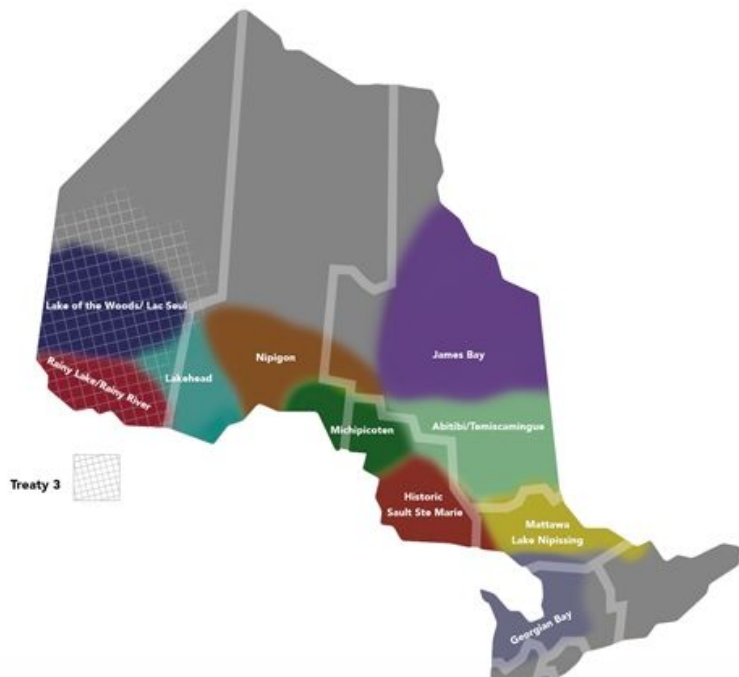 Lake of the Woods/ Lac Seul
Rainy Lake/Rainy River
Lakehead
Nipigon
James Bay
Michipicoten
Abitibi/Temiscamingue
Treaty 3
Historic
Sault Ste Marie
Mattawa
Lake Nipissing
Georgian Bay